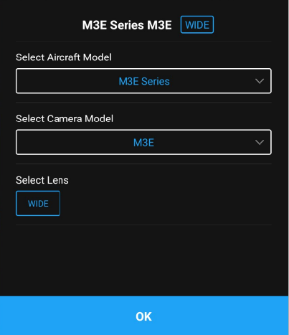 M3E Series M3E WIDE
Select Aircraft Model
M3E Series
Select Camera Model
M3E
Select Lens
WIDE
OK